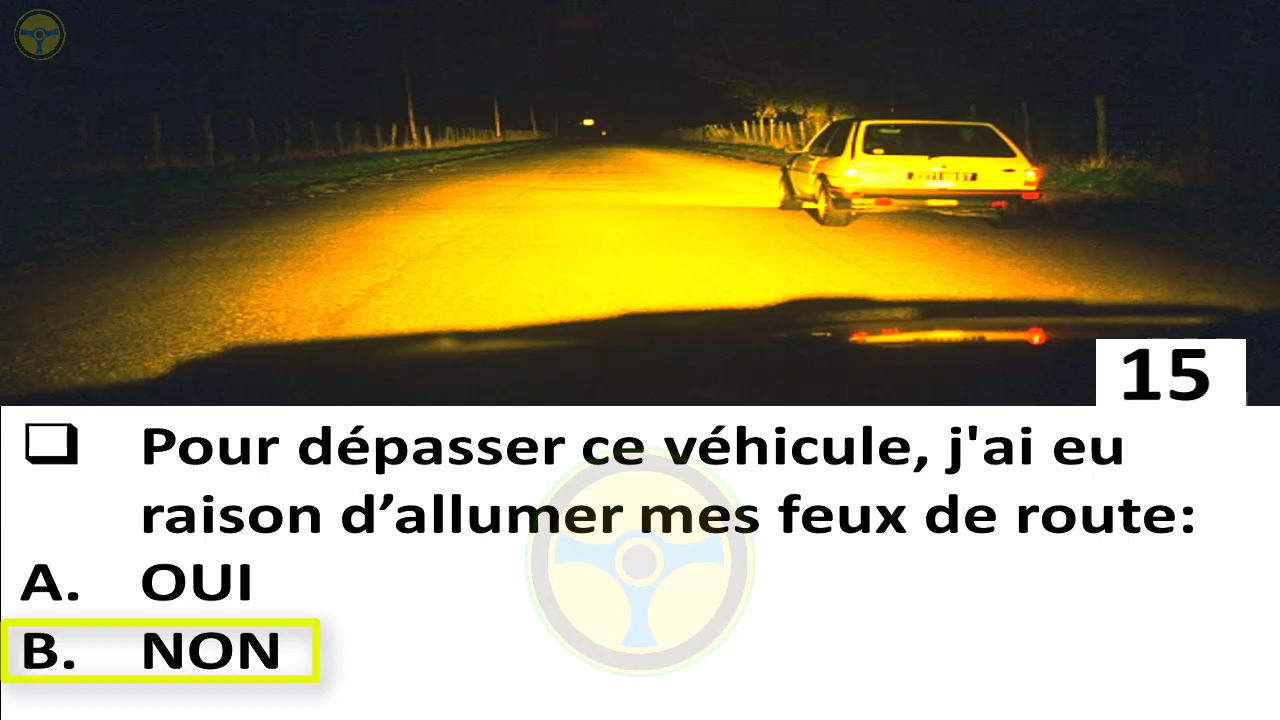 15
❑ Pour dépasser ce véhicule, j'ai eu
raison d’allumer mes feux de route:
A. OUI
B. NON